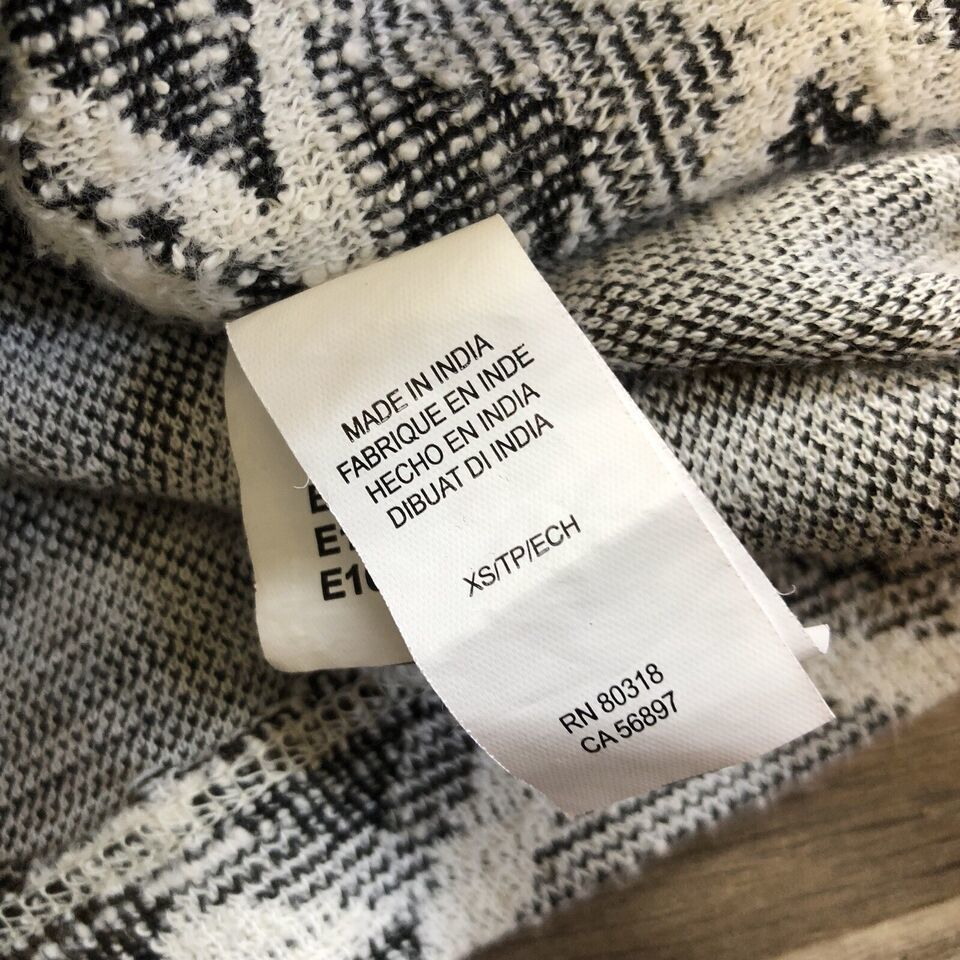 MADE IN INDIA
FABRIQUE EN INDE
HECHO EN INDIA
DIBUAT DI INDIA
XS/TP/ECH
RN 80318
CA 56897